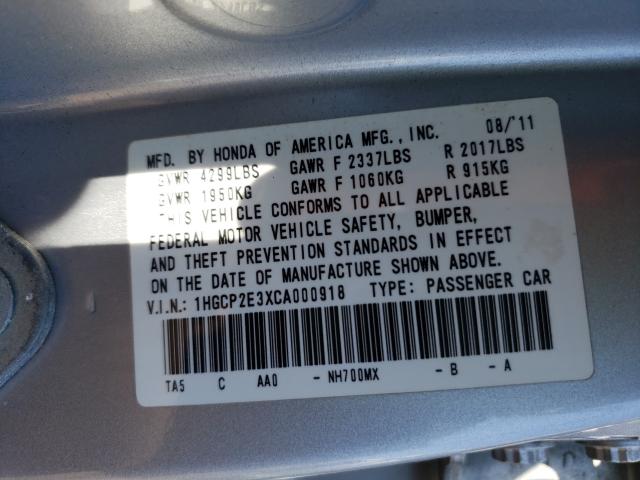 MFD. BY HONDA OF AMERICA MFG., INC. 08/'11
GVWR 4299LBS GAWR F 2337LBS R 2017LBS
GVWR 1950KG GAWR F 1060KG R 915KG
THIS VEHICLE CONFORMS TO ALL APPLICABLE
FEDERAL MOTOR VEHICLE SAFETY, BUMPER,
AND THEFT PREVENTION STANDARDS IN EFFECT
ON THE DATE OF MANUFACTURE SHOWN ABOVE.
V.I.N.: 1HGCP2E3XCA000918 TYPE: PASSENGER CAR
TA5 C AA0 - NH700MX - B - A